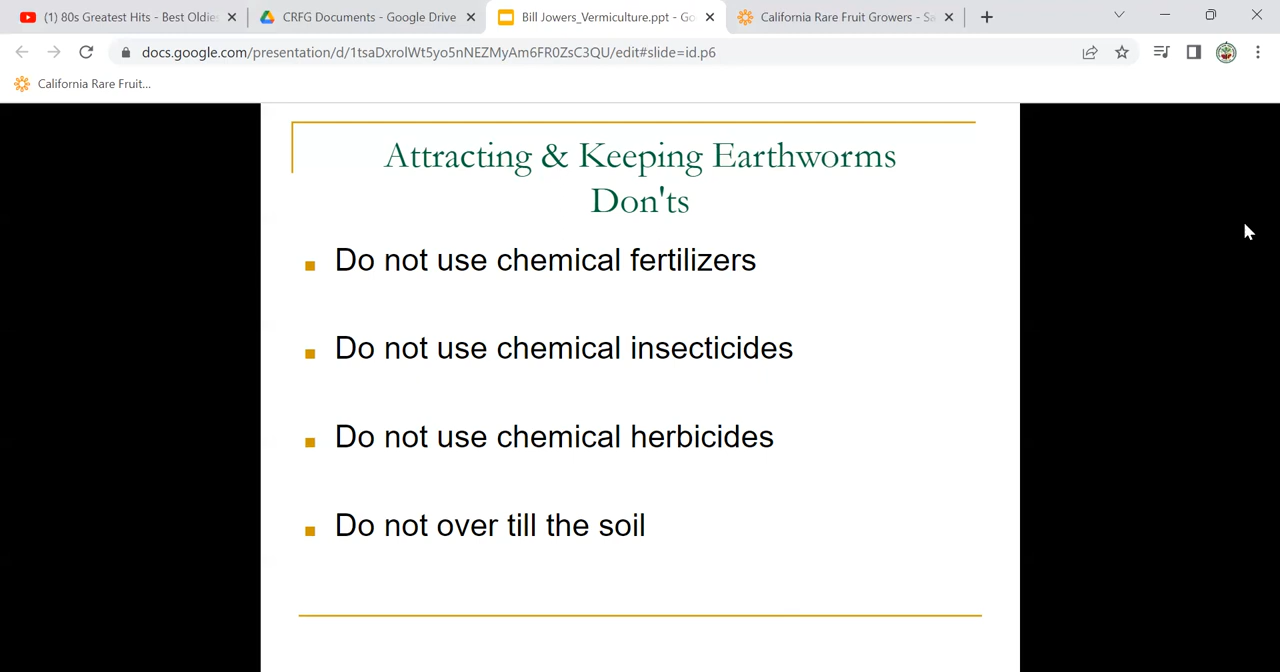 (1) 80s Greatest Hits - Best Oldie
CRFG Documents - Google Drive
Bill Jowers_Vermiculture.ppt - Go
California Rare Fruit Growers - Sa
docs.google.com/presentation/d/1tsaDxrolWt5yo5nNEZMyAm6FR0ZsC3QU/edit#slide=id.p6
California Rare Fruit...
Attracting & Keeping Earthworms
Don'ts
Do not use chemical fertilizers
Do not use chemical insecticides
Do not use chemical herbicides
Do not over till the soil